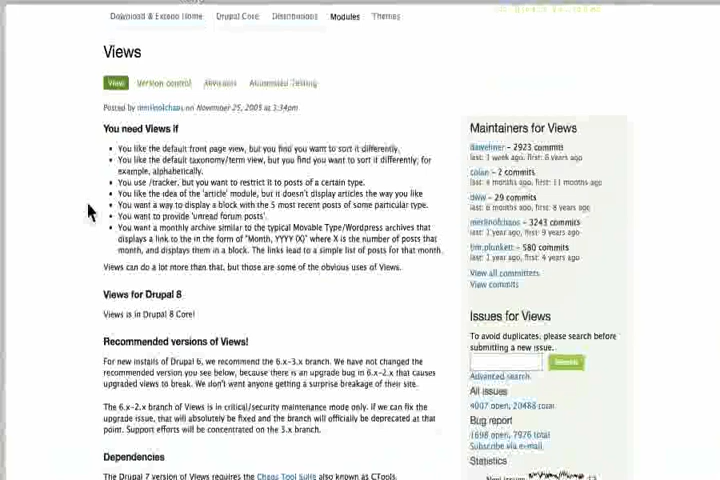 Download & Extend Home Drupal Core Distributions Modules Themes
Views
View Version control Revisions Automated Testing
Posted by merlinofchaos on November 25, 2005 at 3:34pm
You need Views if
• You like the default front page view, but you find you want to sort it differently.
• You like the default taxonomy/term view, but you find you want to sort it differently; for
example, alphabetically.
• You use /tracker, but you want to restrict it to posts of a certain type.
• You like the idea of the 'article' module, but it doesn't display articles the way you like
• You want a way to display a block with the 5 most recent posts of some particular type.
• You want to provide 'unread forum posts'.
• You want a monthly archive similar to the typical Movable Type/Wordpress archives that
displays a link to the in the form of "Month, YYYY (X)" where X is the number of posts that
month, and displays them in a block. The links lead to a simple list of posts for that month.
Views can do a lot more than that, but those are some of the obvious uses of Views.
Views for Drupal 8
Views is in Drupal 8 Core!
Recommended versions of Views!
For new installs of Drupal 6, we recommend the 6.x-3.x branch. We have not changed the
recommended version you see below, because there is an upgrade bug in 6.x-2.x that causes
upgraded views to break. We don't want anyone getting a surprise breakage of their site.
The 6.x-2.x branch of Views is in critical/security maintenance mode only. If we can fix the
upgrade issue, that will absolutely be fixed and the branch will officially be deprecated at that
point. Support efforts will be concentrated on the 3.x branch.
Dependencies
The Drupal 7 version of Views requires the Chaos Tool Suite also known as CTools.
Maintainers for Views
dawehner – 2923 commits
last: 1 week ago, first: 6 years ago
colan – 2 commits
last: 4 months ago, first: 11 months ago
dww – 29 commits
last: 6 months ago, first: 8 years ago
merlinofchaos – 3243 commits
last: 1 year ago, first: 9 years ago
tim.plunkett – 580 commits
last: 1 year ago, first: 4 years ago
View all committers
View commits
Issues for Views
To avoid duplicates, please search before
submitting a new issue.
Search
Advanced search
All issues
4007 open, 20488 total
Bug report
1698 open, 7976 total
Subscribe via e-mail
Statistics